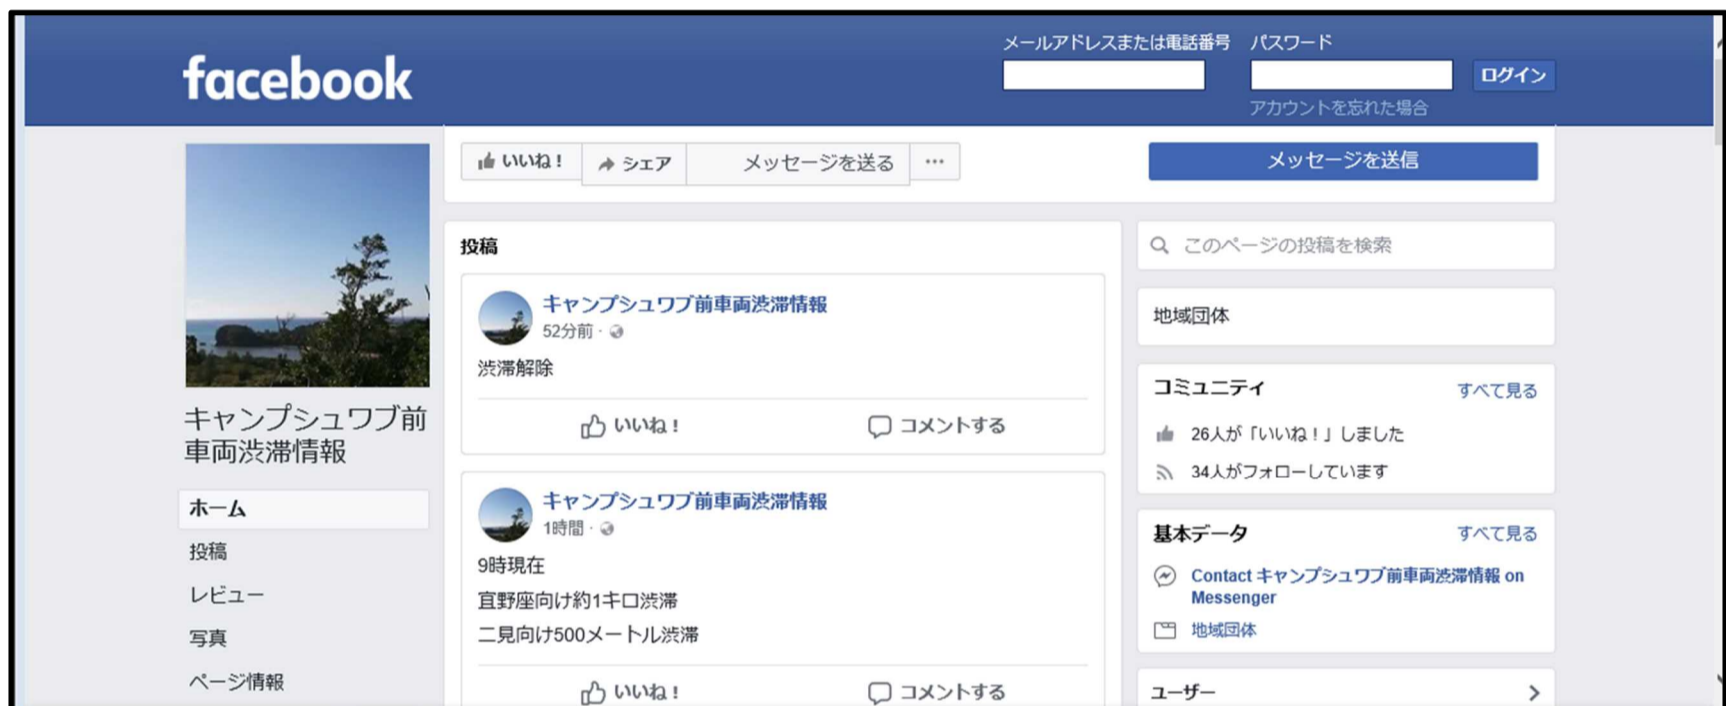 facebook
メールアドレスまたは電話番号
パスワード
ログイン
アカウントを忘れた場合
キャンプシュワブ前
車両渋滞情報
ホーム
投稿
レビュー
写真
ページ情報
いいね！
シェア
メッセージを送る
…
メッセージを送信
投稿
キャンプシュワブ前車両渋滞情報
52分前 ·
渋滞解除
いいね！
コメントする
キャンプシュワブ前車両渋滞情報
1時間 ·
9時現在
宜野座向け約1キロ渋滞
二見向け500メートル渋滞
いいね！
コメントする
このページの投稿を検索
地域団体
コミュニティ
すべて見る
26人が「いいね！」しました
34人がフォローしています
基本データ
すべて見る
Contact キャンプシュワブ前車両渋滞情報 on
Messenger
地域団体
ユーザー